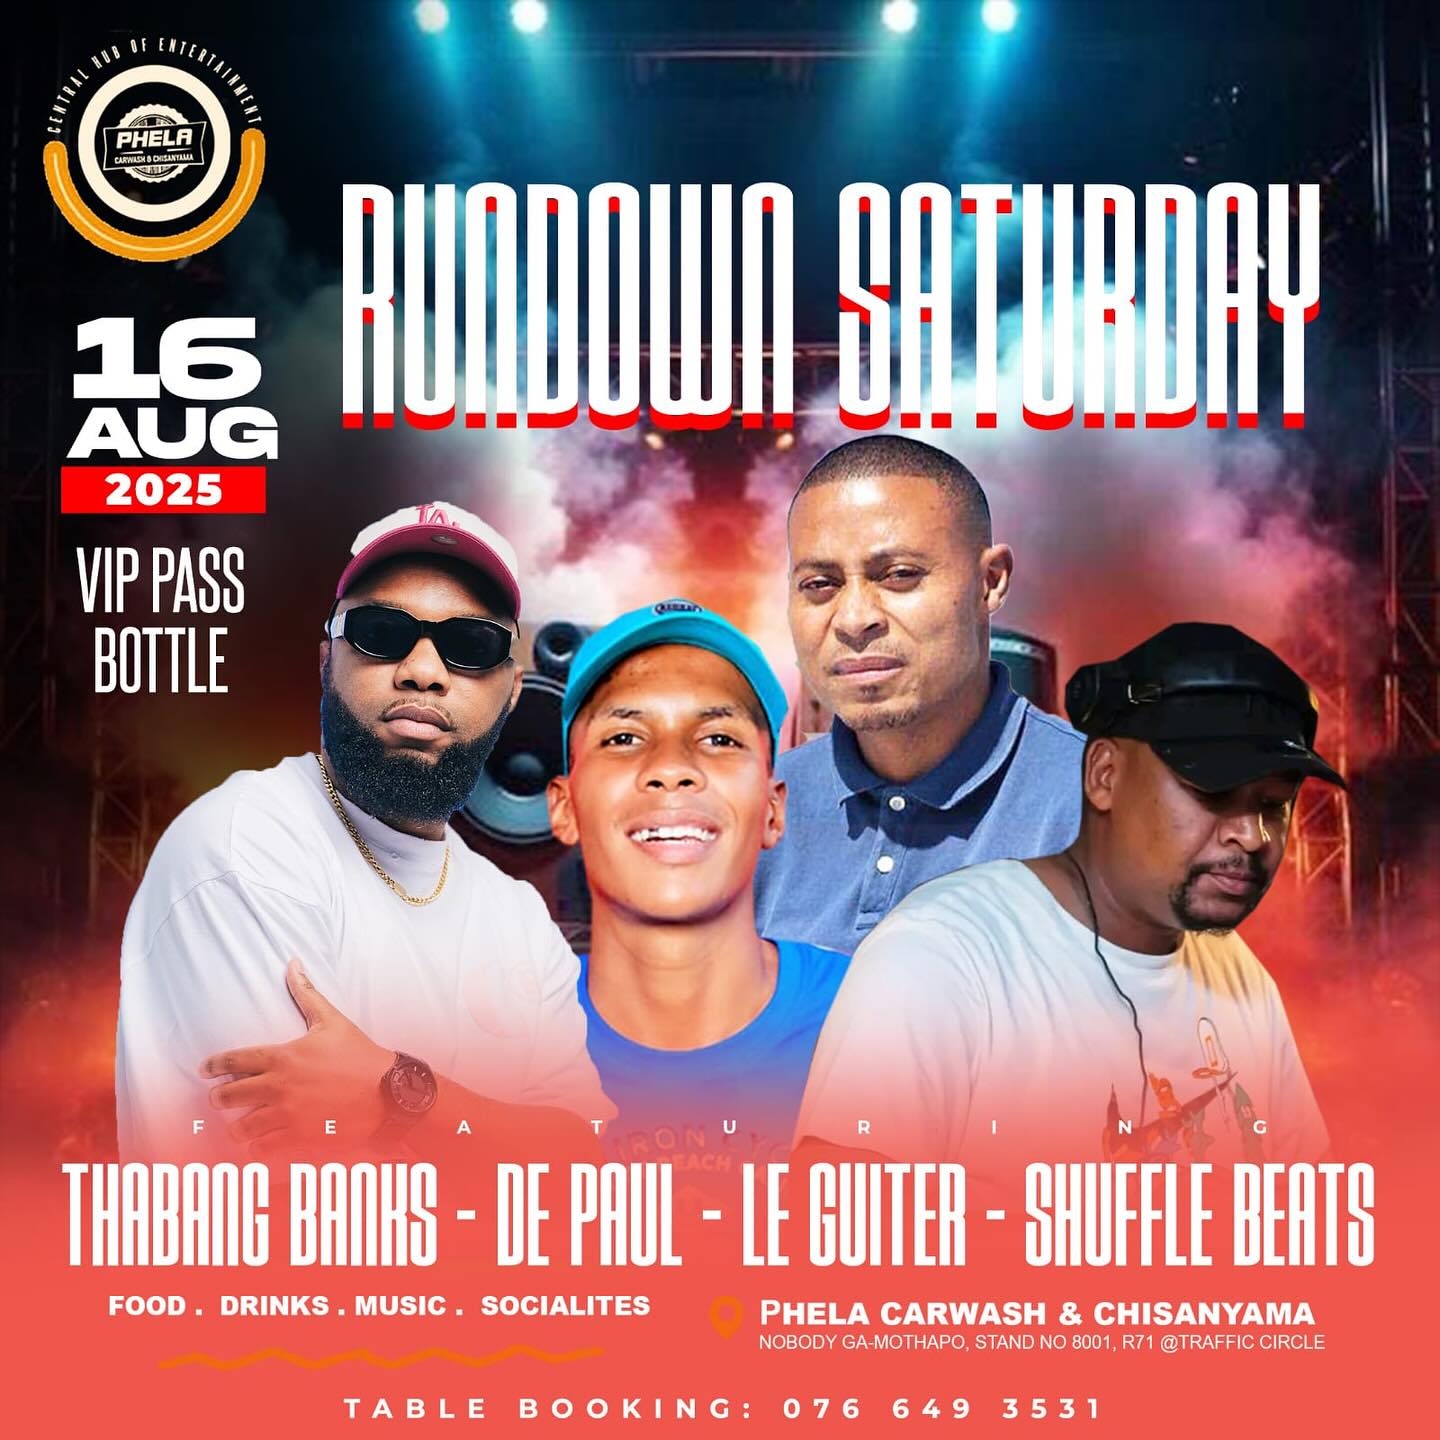 CENTRAL HUB OF ENTERTAINMENT
PHELA
CARWASH & CHISANYAMA
RUNDOWN SATURDAY
16
AUG
2025
VIP PASS
BOTTLE
LA
FEATURING
THABANG BANKS - DE PAUL - LE GUITER - SHUFFLE BEATS
FOOD . DRINKS . MUSIC . SOCIALITES
PHELA CARWASH & CHISANYAMA
NOBODY GA-MOTHAPO, STAND NO 8001, R71 @TRAFFIC CIRCLE
TABLE BOOKING: 076 649 3531